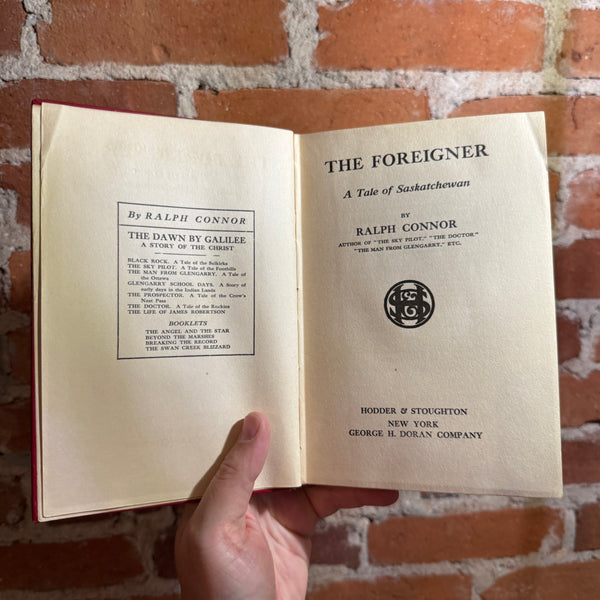 By RALPH CONNOR
THE DAWN BY GALILEE
A STORY OF THE CHRIST
BLACK ROCK. A Tale of the Selkirks
THE SKY PILOT. A Tale of the Foothills
THE MAN FROM GLENGARRY. A Tale of
the Ottawa
GLENGARRY SCHOOL DAYS. A Story of
early days in the Indian Lands
THE PROSPECTOR. A Tale of the Crow's
Nest Pass
THE DOCTOR. A Tale of the Rockies
THE LIFE OF JAMES ROBERTSON
BOOKLETS
THE ANGEL AND THE STAR
BEYOND THE MARSHES
BREAKING THE RECORD
THE SWAN CREEK BLIZZARD
THE FOREIGNER
A Tale of Saskatchewan
BY
RALPH CONNOR
AUTHOR OF "THE SKY PILOT," "THE DOCTOR,"
"THE MAN FROM GLENGARRY," ETC.
HODDER & STOUGHTON
NEW YORK
GEORGE H. DORAN COMPANY